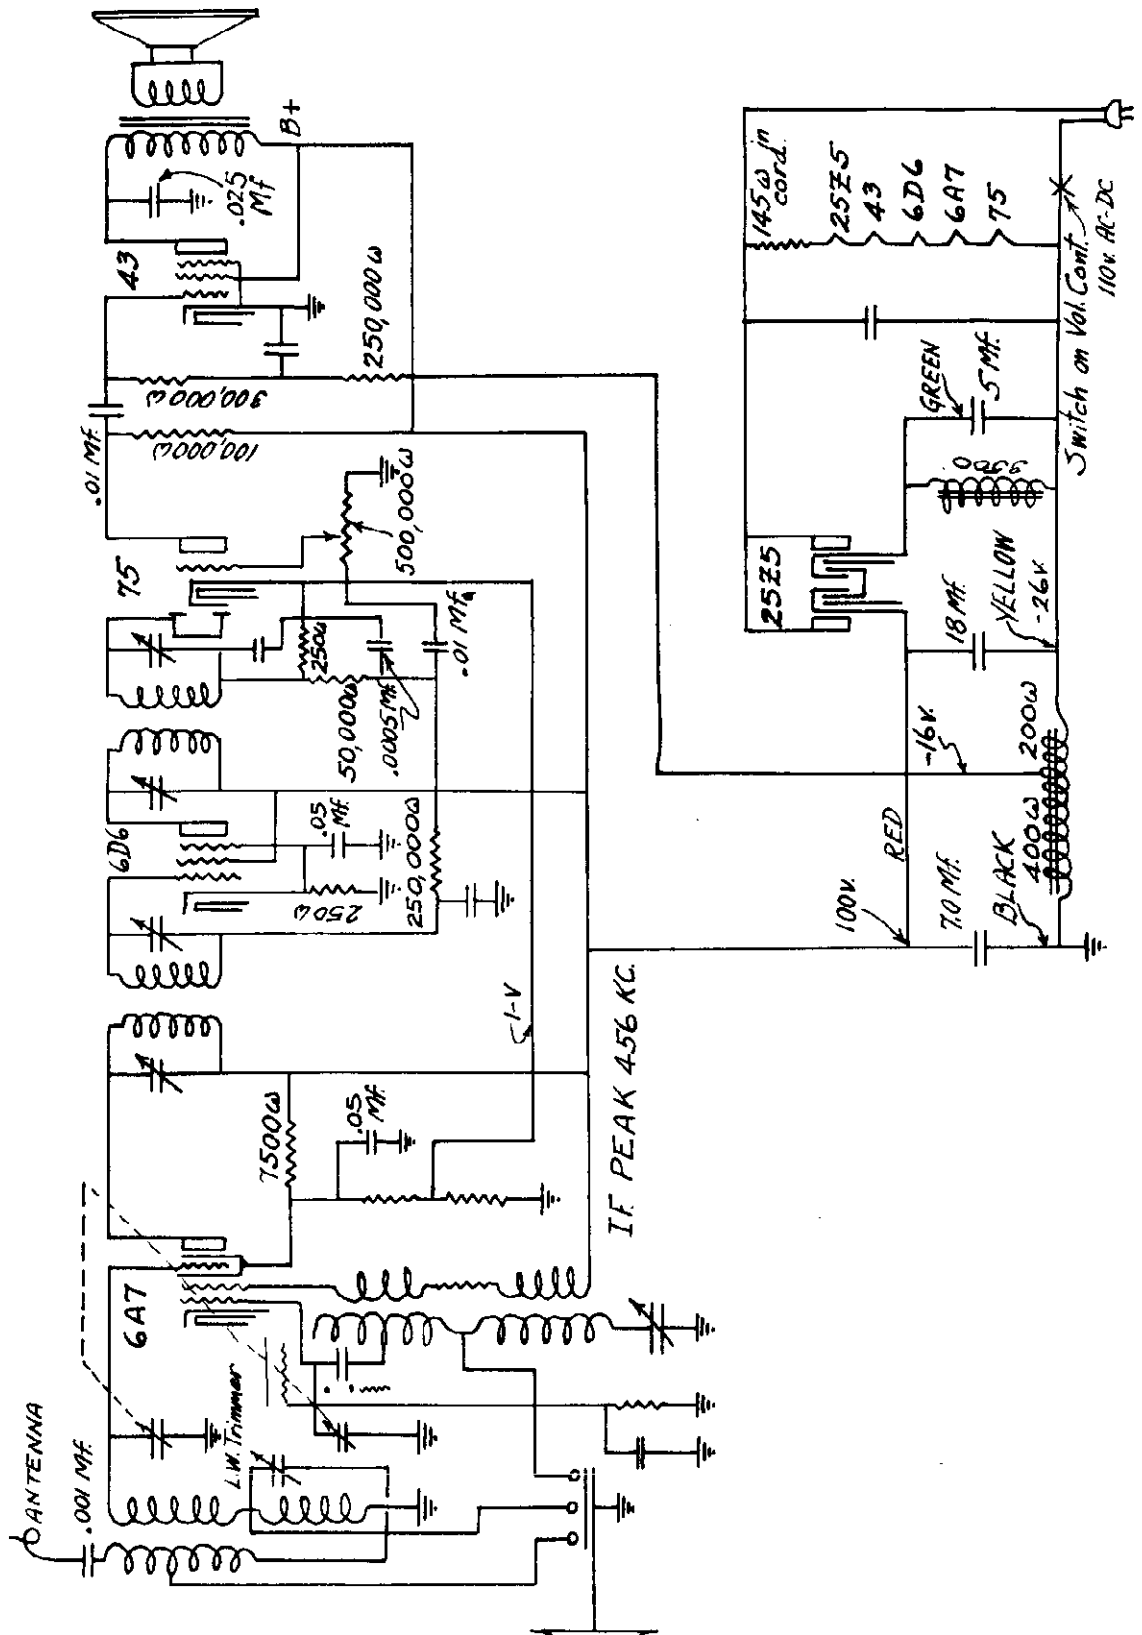 B+
.025
Mf
43
250,000ω
300,000ω
.01 Mf.
100,000ω
500,000ω
75
.01 Mf.
250ω
50,000ω
.0005 Mf
6D6
.05
Mf.
250ω
250,000ω
1-V
7500ω
.05
Mf.
I.F. PEAK 456 KC.
6A7
L.W. Trimmer
ANTENNA
.001 Mf.
145ω in
cord.
25Z5
43
6D6
6A7
75
Switch on Vol. Cont.
110v. AC-DC
GREEN
5 Mf.
25Z5
18 Mf.
YELLOW
-26v.
-16v.
200ω
400ω
RED
100v.
7.0 Mf.
BLACK